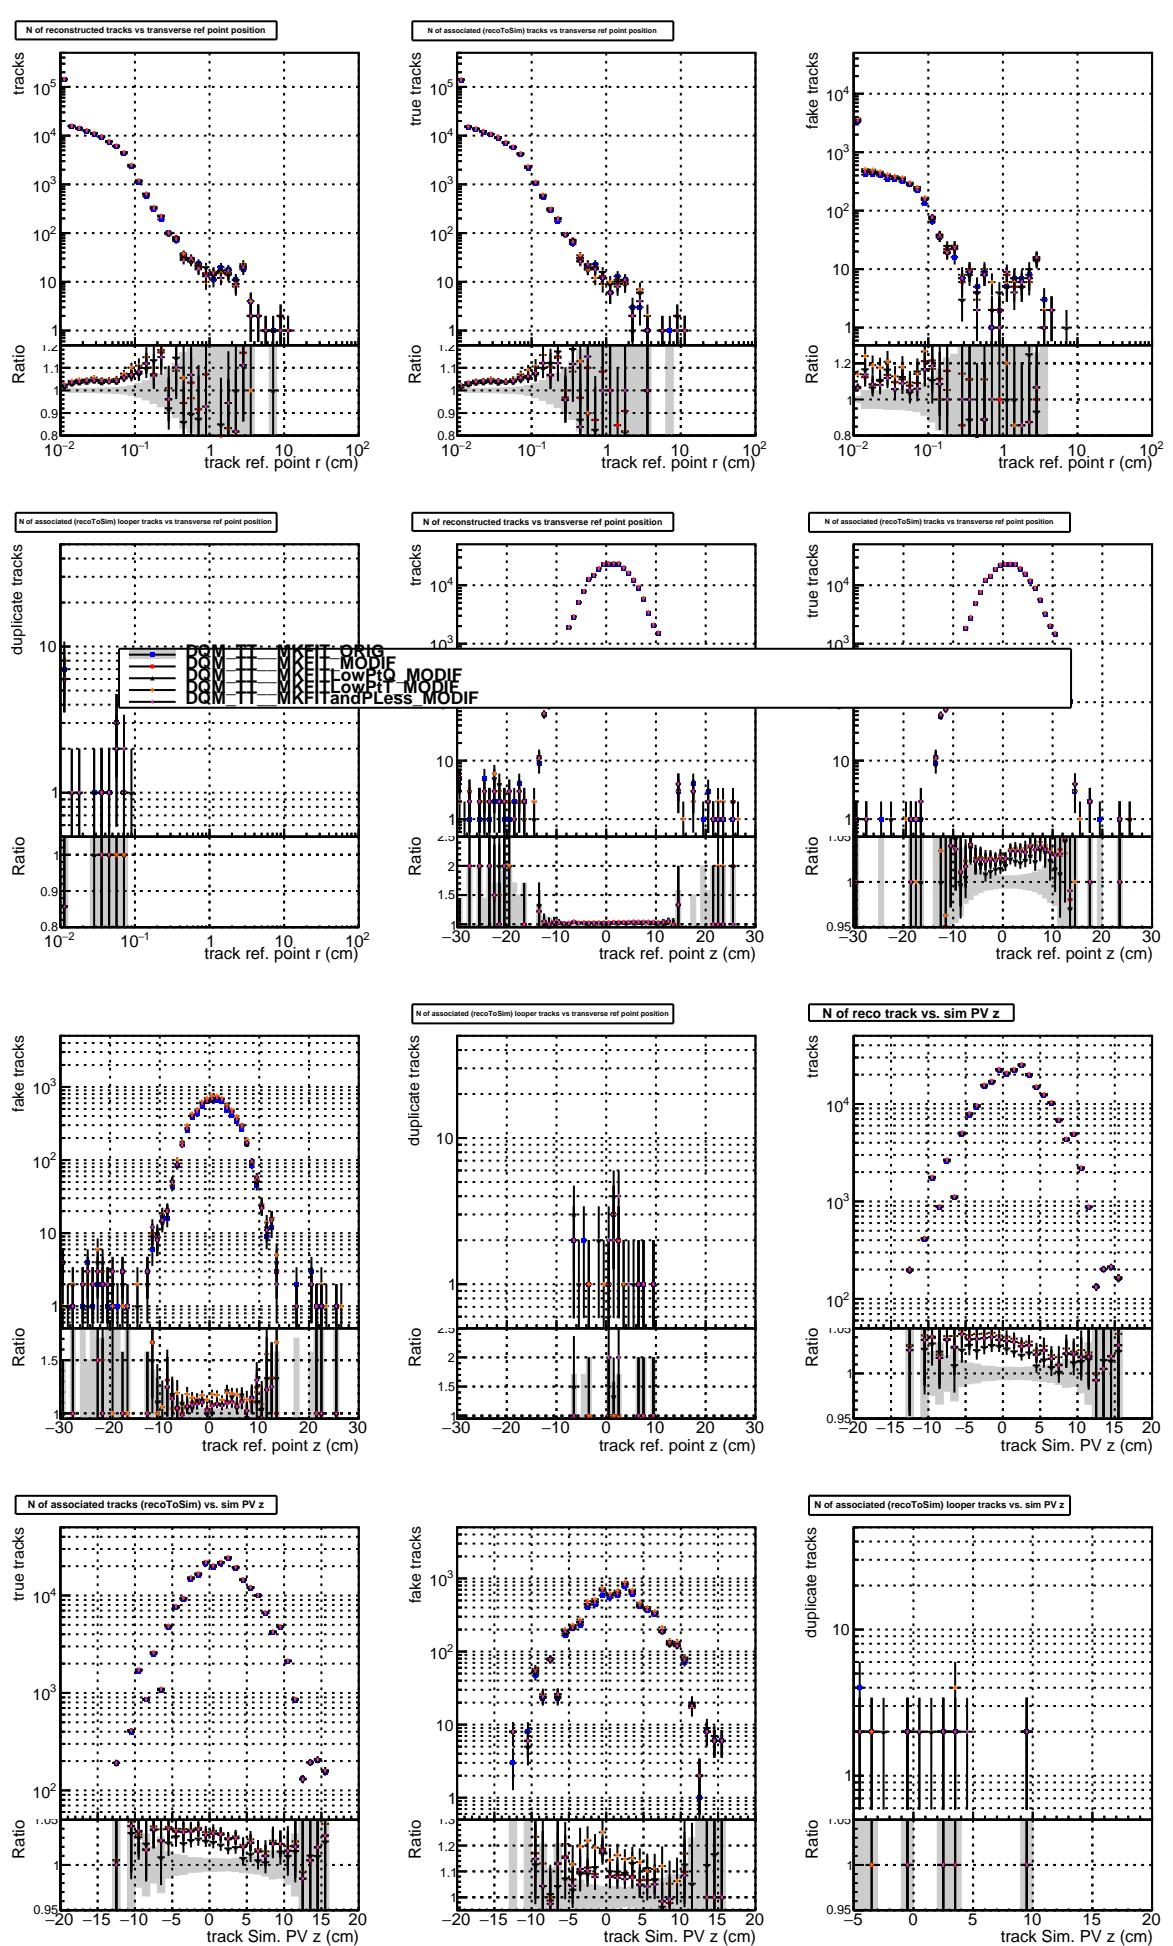 N of reconstructed tracks vs transverse ref point position
N of associated (recoToSim) tracks vs transverse ref point position
tracks
true tracks
fake tracks
Ratio
Ratio
Ratio
track ref. point r (cm)
track ref. point r (cm)
track ref. point r (cm)
N of associated (recoToSim) looper tracks vs transverse ref point position
N of reconstructed tracks vs transverse ref point position
N of associated (recoToSim) tracks vs transverse ref point position
duplicate tracks
tracks
true tracks
DQM_TT__MKFIT_ORIG
DQM_TT__MKFIT_MODIF
DQM_TT__MKFITLowPtQ_MODIF
DQM_TT__MKFITLowPtT_MODIF
DQM_TT__MKFITandPLess_MODIF
Ratio
Ratio
Ratio
track ref. point r (cm)
track ref. point z (cm)
track ref. point z (cm)
N of associated (recoToSim) looper tracks vs transverse ref point position
N of reco track vs. sim PV z
fake tracks
duplicate tracks
tracks
Ratio
Ratio
Ratio
track ref. point z (cm)
track ref. point z (cm)
track Sim. PV z (cm)
N of associated tracks (recoToSim) vs. sim PV z
N of associated (recoToSim) looper tracks vs. sim PV z
true tracks
fake tracks
duplicate tracks
Ratio
Ratio
Ratio
track Sim. PV z (cm)
track Sim. PV z (cm)
track Sim. PV z (cm)